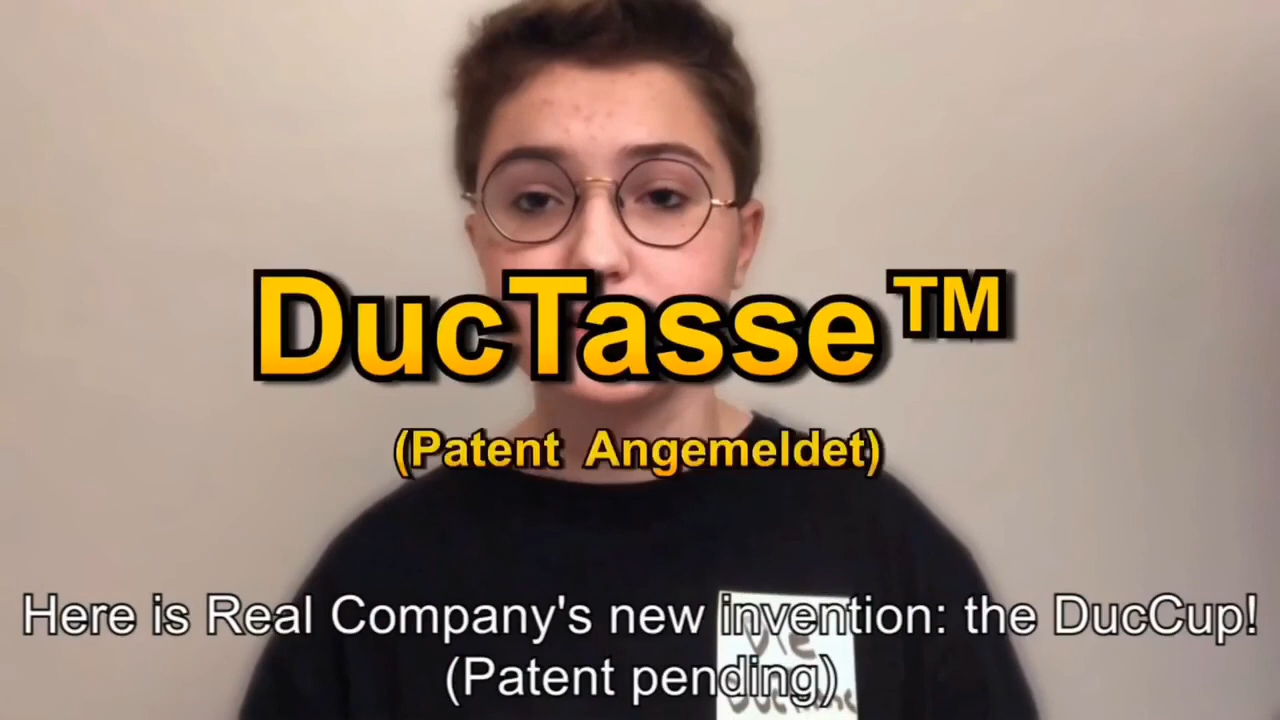 DucTasse™
(Patent Angemeldet)
Here is Real Company's new invention: the DucCup!
(Patent pending)